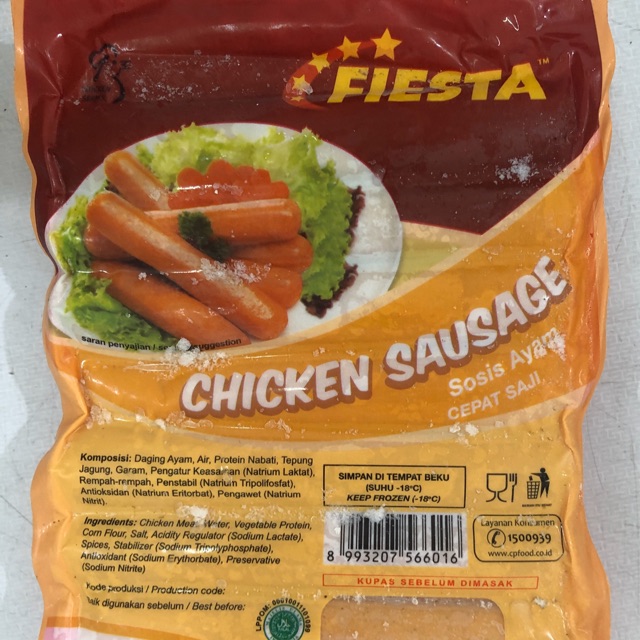 FIESTA™
saran penyajian / suggestion
CHICKEN SAUSAGE
Sosis Ayam
CEPAT SAJI
Komposisi: Daging Ayam, Air, Protein Nabati, Tepung
Jagung, Garam, Pengatur Keasaman (Natrium Laktat),
Rempah-rempah, Penstabil (Natrium Tripolifosfat),
Antioksidan (Natrium Eritorbat), Pengawet (Natrium
Nitrit).
SIMPAN DI TEMPAT BEKU
(SUHU -18°C)
KEEP FROZEN (-18°C)
Ingredients: Chicken Meat, Water, Vegetable Protein,
Corn Flour, Salt, Acidity Regulator (Sodium Lactate),
Spices, Stabilizer (Sodium Tripolyphosphate),
Antioxidant (Sodium Erythorbate), Preservative
(Sodium Nitrite)
8 993207 566016
Layanan Konsumen
1500939
www.cpfood.co.id
KUPAS SEBELUM DIMASAK
Kode produksi / Production code:
Baik digunakan sebelum / Best before: